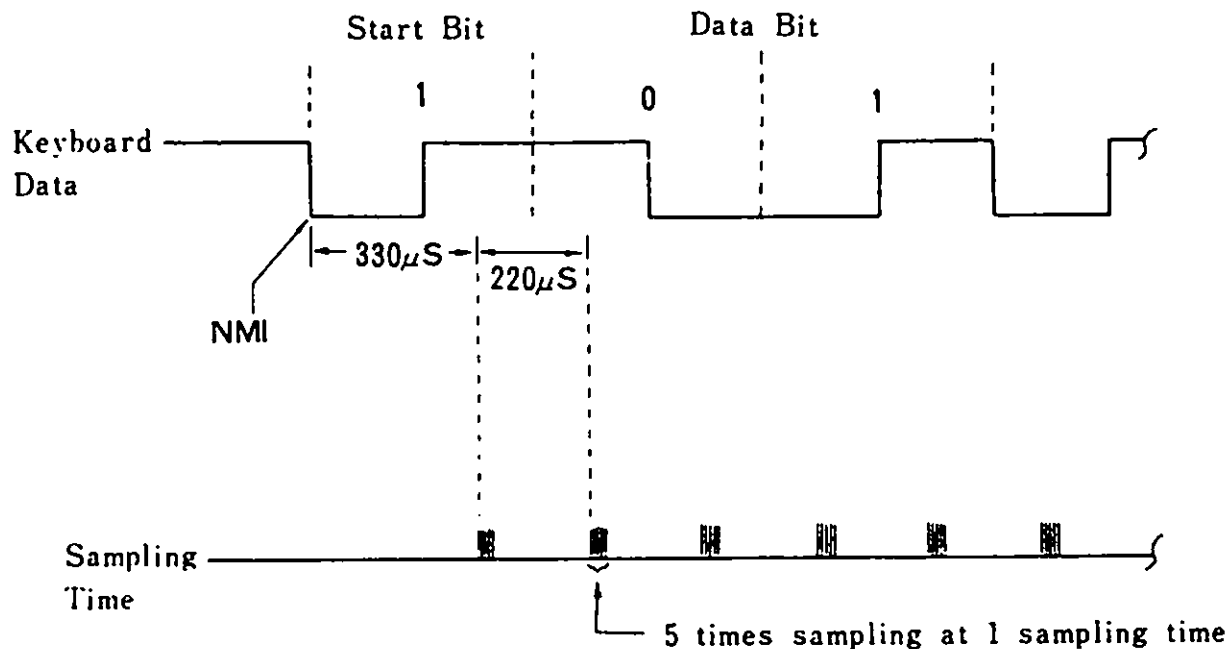 Start Bit
Data Bit
1
0
1
Keyboard
Data
330μS
220μS
NMI
Sampling
Time
5 times sampling at 1 sampling time